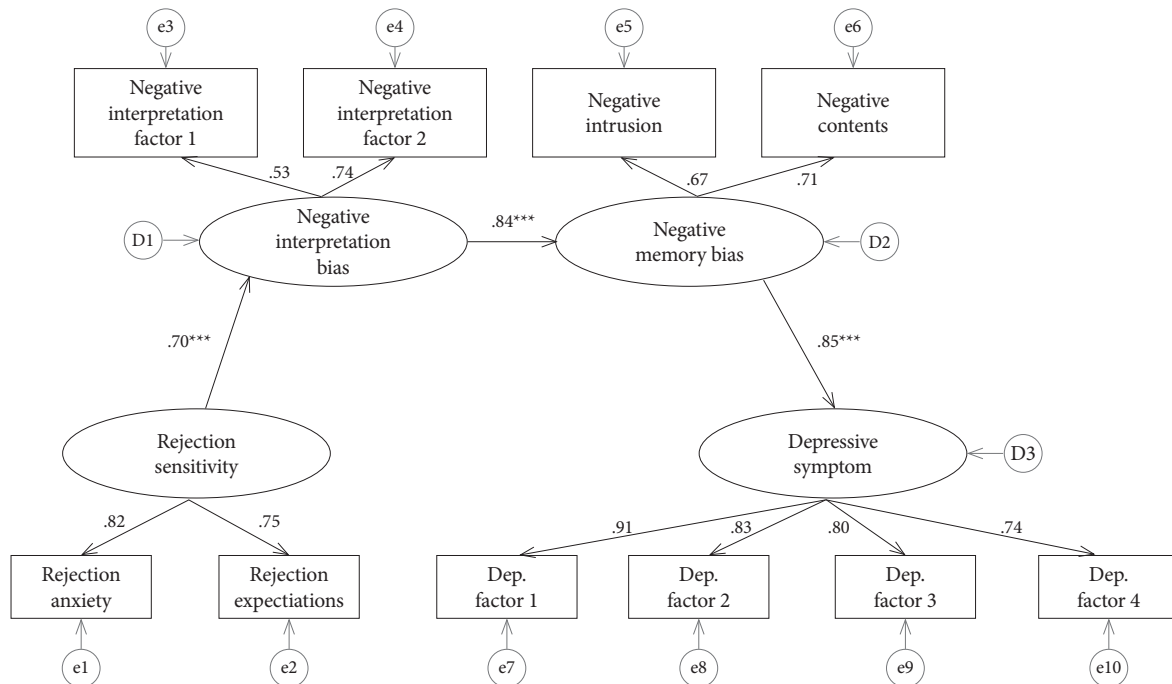 e3
e4
e5
e6
Negative
interpretation
factor 1
Negative
interpretation
factor 2
Negative
intrusion
Negative
contents
.53
.74
.67
.71
D1
Negative
interpretation
bias
.84***
Negative
memory bias
D2
.70***
.85***
Rejection
sensitivity
Depressive
symptom
D3
.82
.75
.91
.83
.80
.74
Rejection
anxiety
Rejection
expectiations
Dep.
factor 1
Dep.
factor 2
Dep.
factor 3
Dep.
factor 4
e1
e2
e7
e8
e9
e10